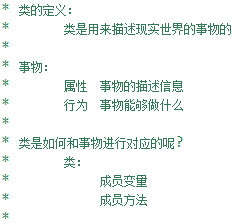 * 类的定义:
* 类是用来描述现实世界的事物的
*
* 事物:
* 属性 事物的描述信息
* 行为 事物能够做什么
*
* 类是如何和事物进行对应的呢?
* 类:
* 成员变量
* 成员方法
*